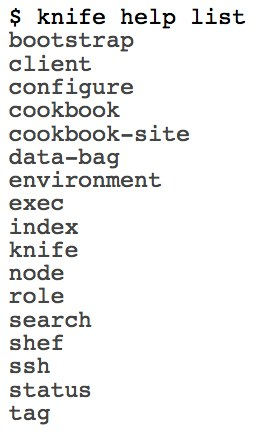 $ knife help list
bootstrap
client
configure
cookbook
cookbook-site
data-bag
environment
exec
index
knife
node
role
search
shef
ssh
status
tag